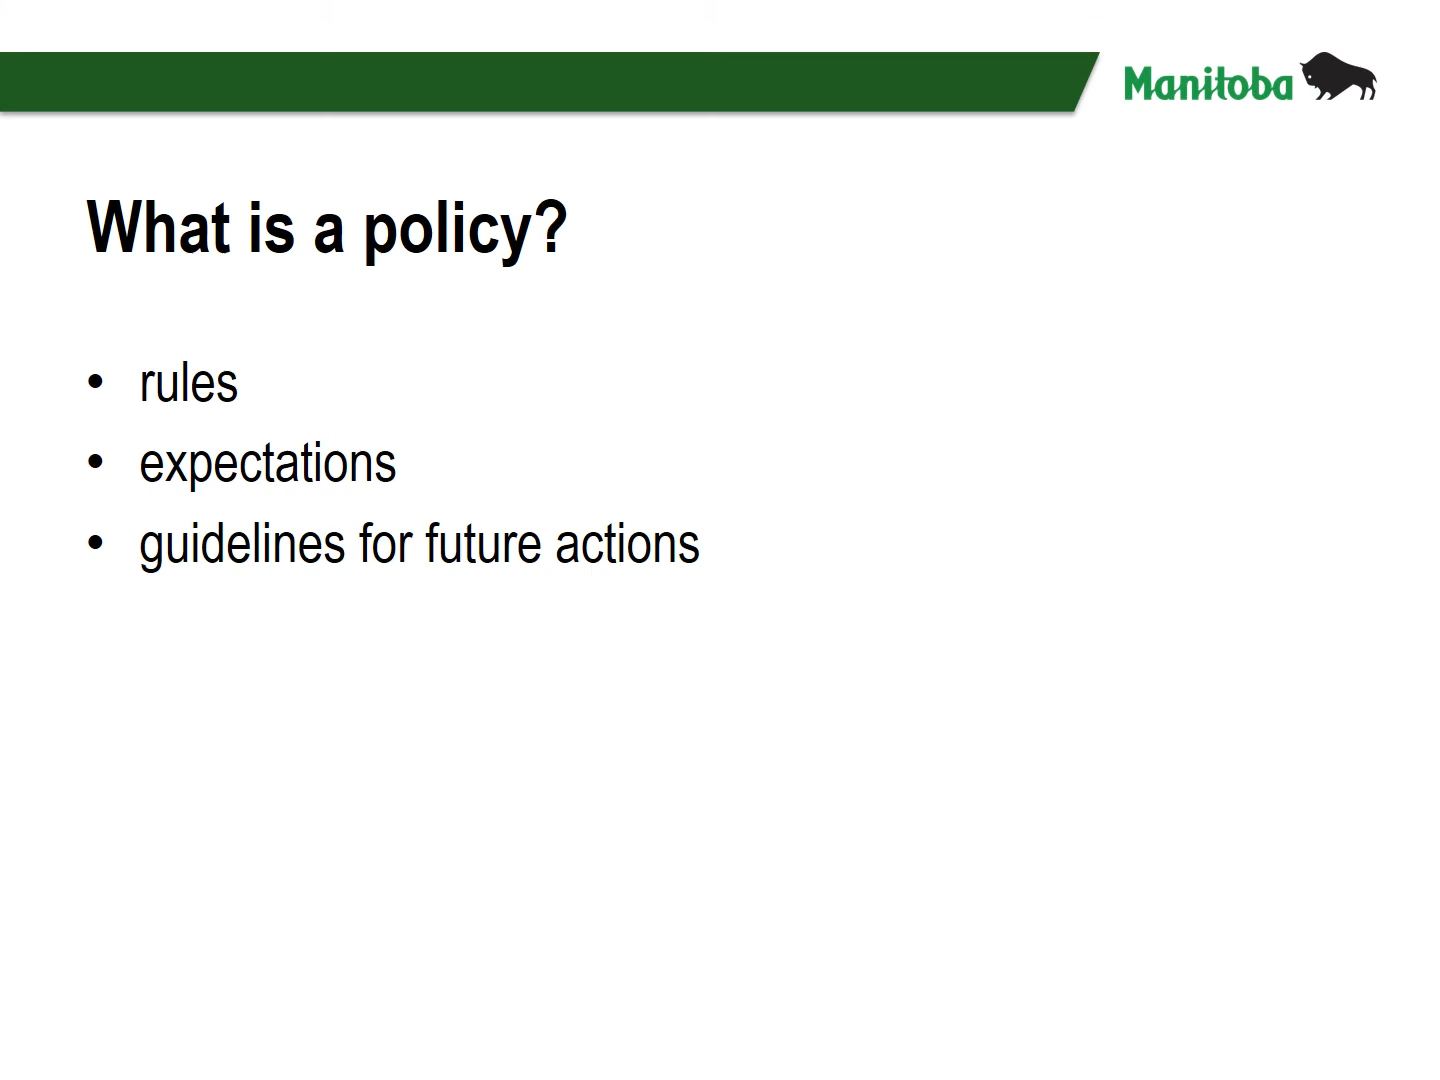 Manitoba
What is a policy?
• rules
• expectations
• guidelines for future actions